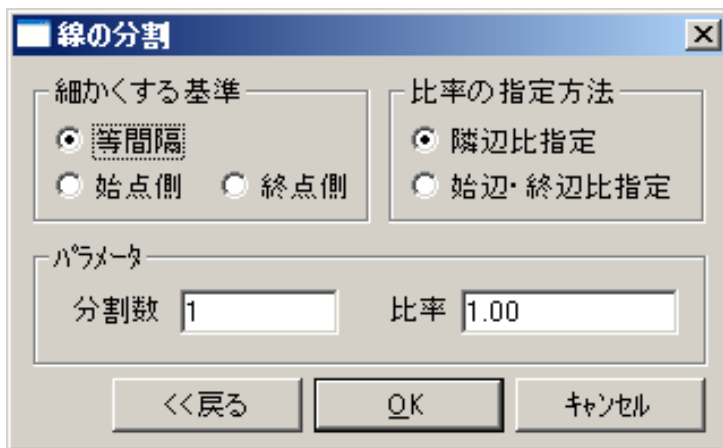 線の分割
細かくする基準
比率の指定方法
等間隔
隣辺比指定
始点側 終点側
始辺・終辺比指定
ﾊﾟﾗﾒｰﾀ
分割数 1 比率 1.00
<<戻る OK ｷｬﾝｾﾙ